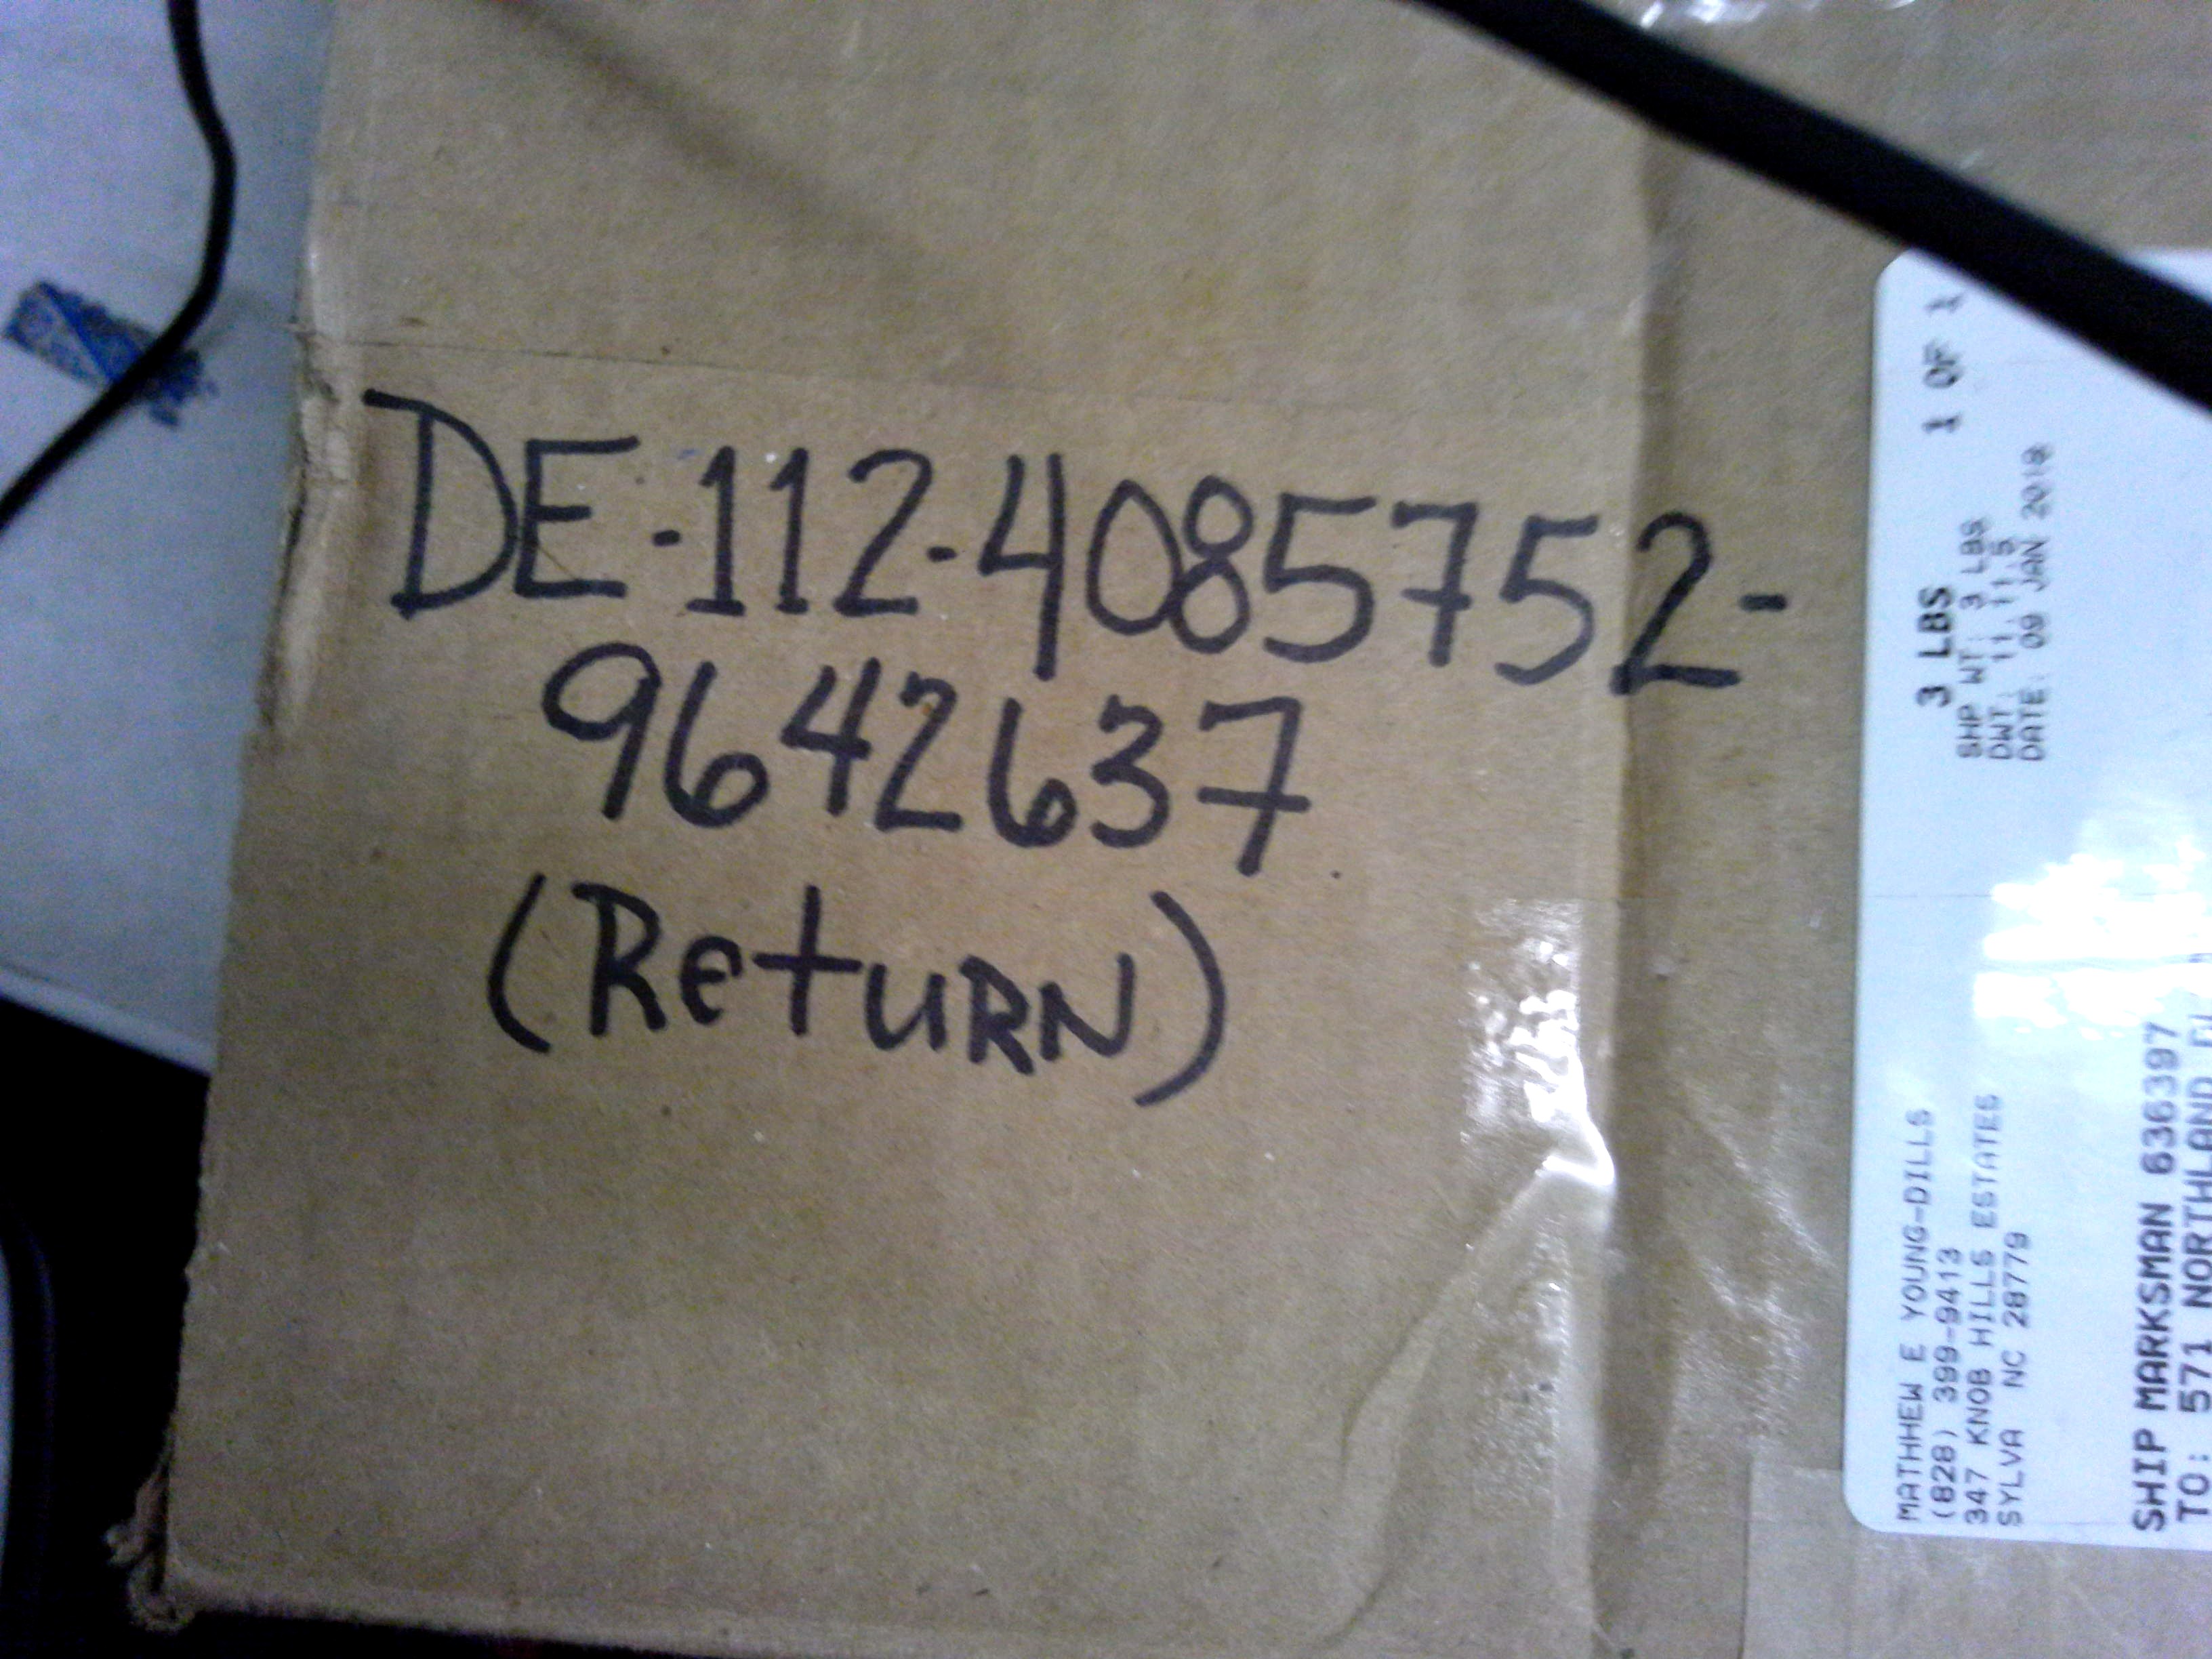 DE-112-4085752-
9642637
(Return)
3 LBS
1 OF 1
SHP WT: 3 LBS
DWT: 11,11,5
DATE: 09 JAN 2018
MATHHEW E YOUNG-DILLS
(828) 399-9413
347 KNOB HILLS ESTATES
SYLVA NC 28779
SHIP MARKSMAN 636397
TO: 571 NORTHLAND